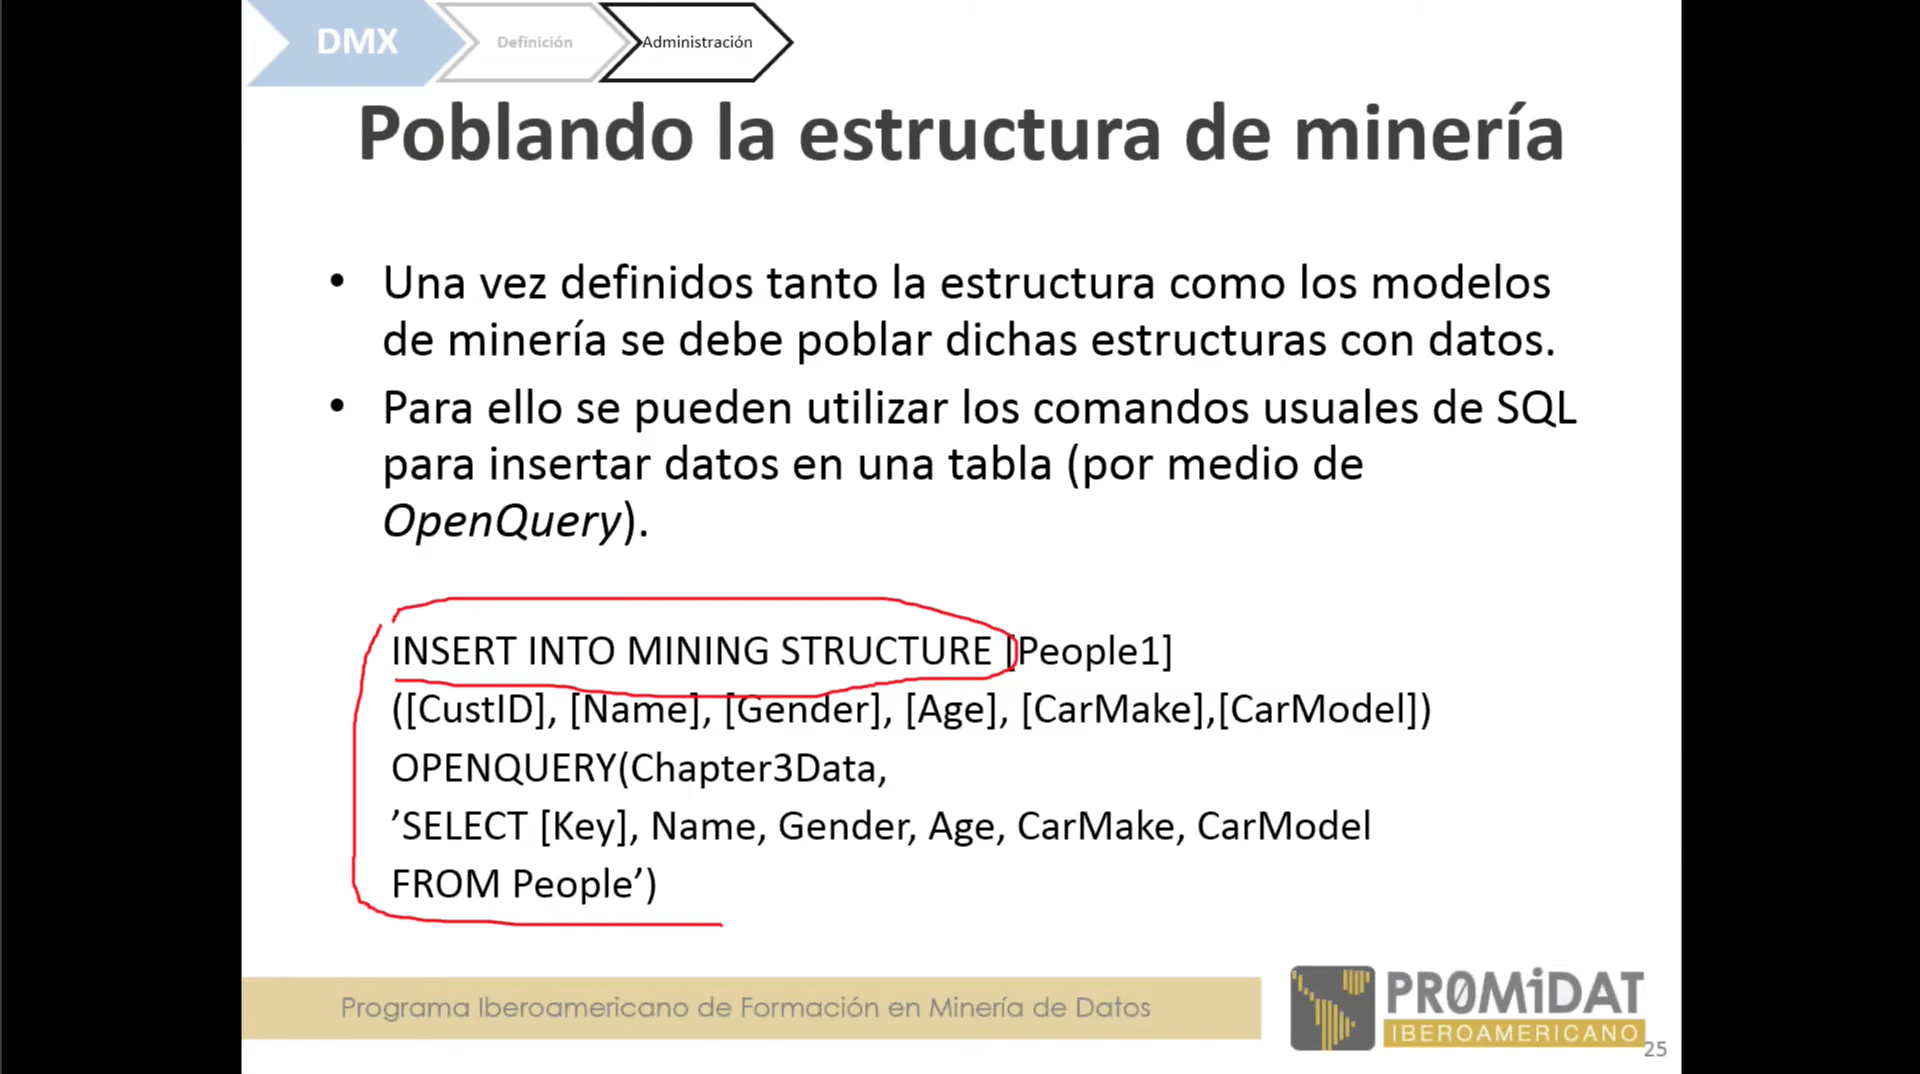 DMX
Definición
Administración
Poblando la estructura de minería
• Una vez definidos tanto la estructura como los modelos
de minería se debe poblar dichas estructuras con datos.
• Para ello se pueden utilizar los comandos usuales de SQL
para insertar datos en una tabla (por medio de
OpenQuery).
INSERT INTO MINING STRUCTURE [People1]
([CustID], [Name], [Gender], [Age], [CarMake],[CarModel])
OPENQUERY(Chapter3Data,
’SELECT [Key], Name, Gender, Age, CarMake, CarModel
FROM People’)
Programa Iberoamericano de Formación en Minería de Datos
PR0MiDAT
IBEROAMERICANO
25